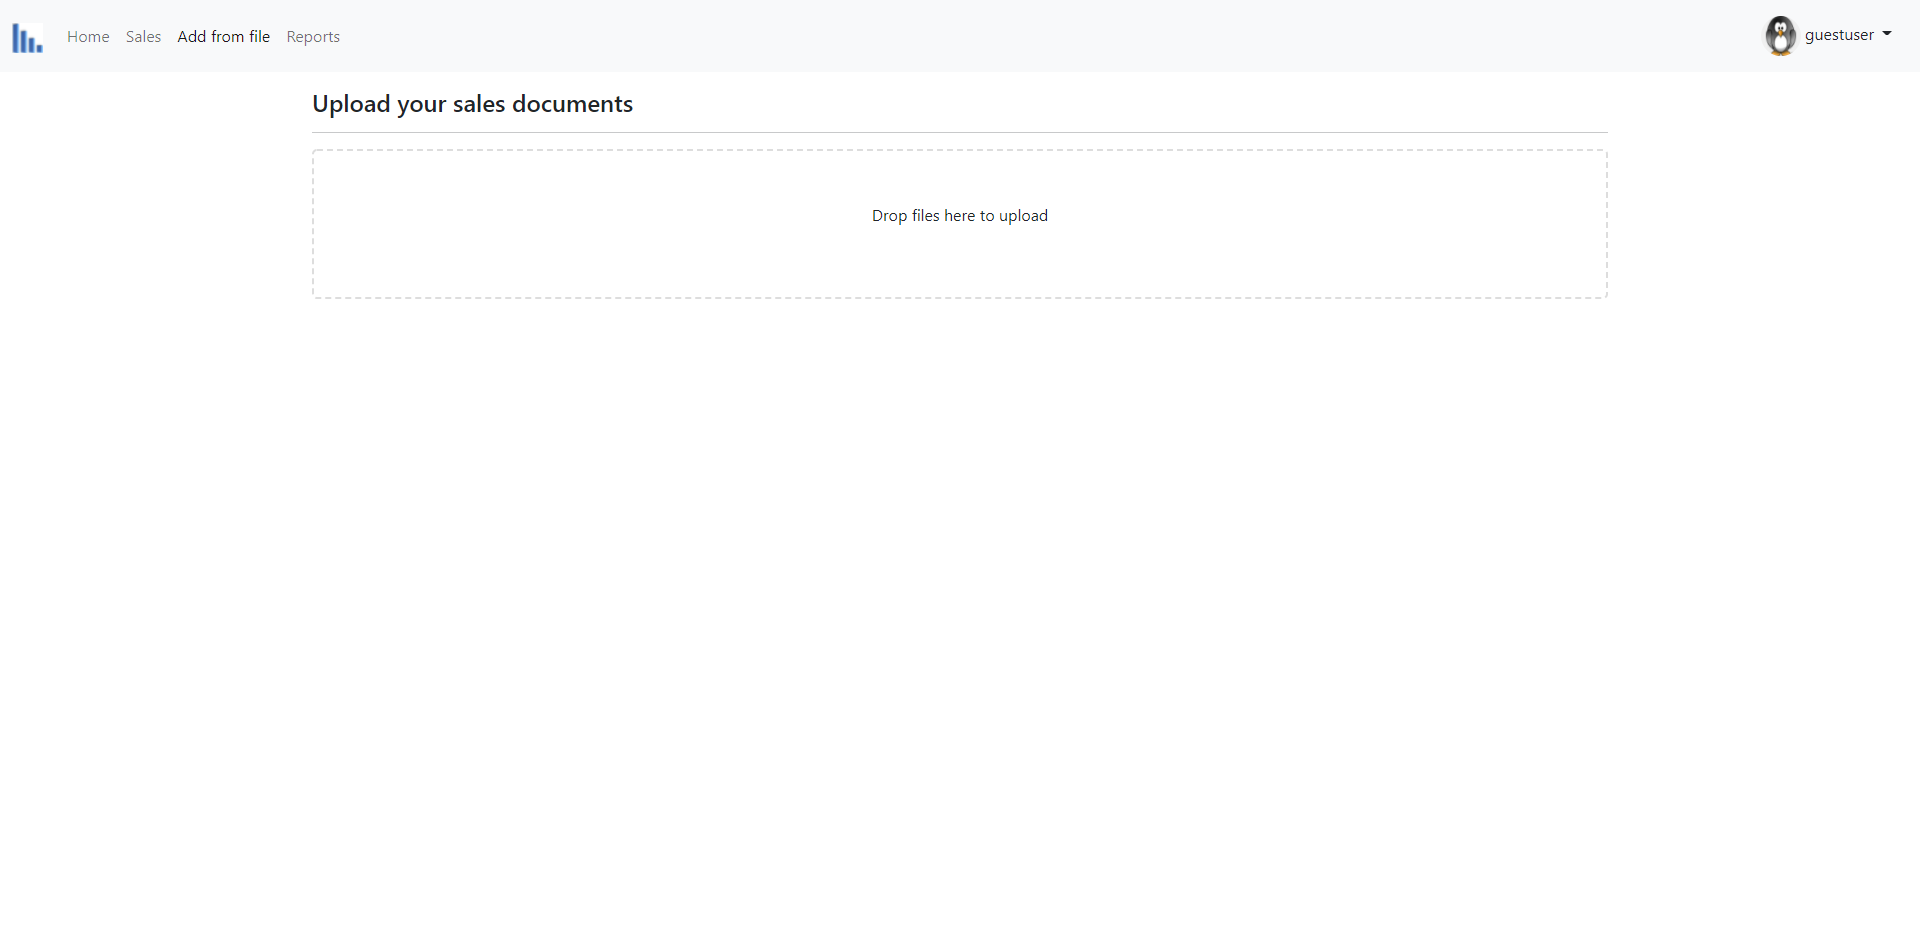 Home Sales Add from file Reports guestuser
Upload your sales documents
Drop files here to upload